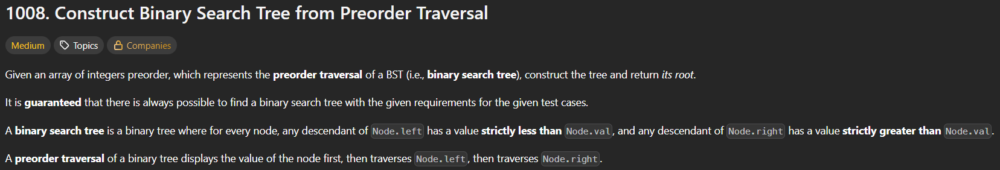 1008. Construct Binary Search Tree from Preorder Traversal
Medium Topics Companies
Given an array of integers preorder, which represents the preorder traversal of a BST (i.e., binary search tree), construct the tree and return its root.
It is guaranteed that there is always possible to find a binary search tree with the given requirements for the given test cases.
A binary search tree is a binary tree where for every node, any descendant of Node.left has a value strictly less than Node.val, and any descendant of Node.right has a value strictly greater than Node.val.
A preorder traversal of a binary tree displays the value of the node first, then traverses Node.left, then traverses Node.right.